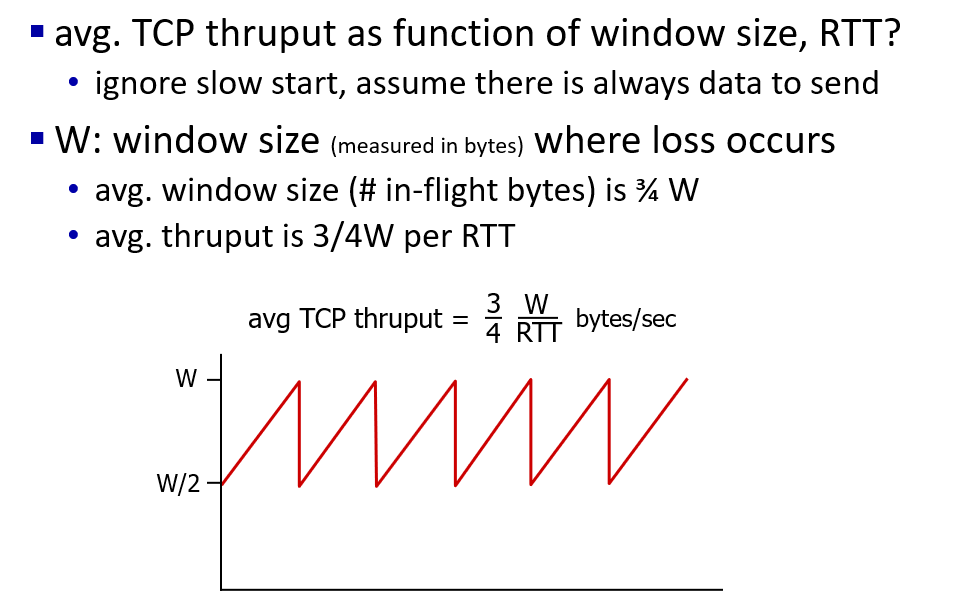 ▪ avg. TCP thruput as function of window size, RTT?
• ignore slow start, assume there is always data to send
▪ W: window size (measured in bytes) where loss occurs
• avg. window size (# in-flight bytes) is ¾ W
• avg. thruput is 3/4W per RTT
avg TCP thruput = 3/4 W/RTT bytes/sec
W
W/2